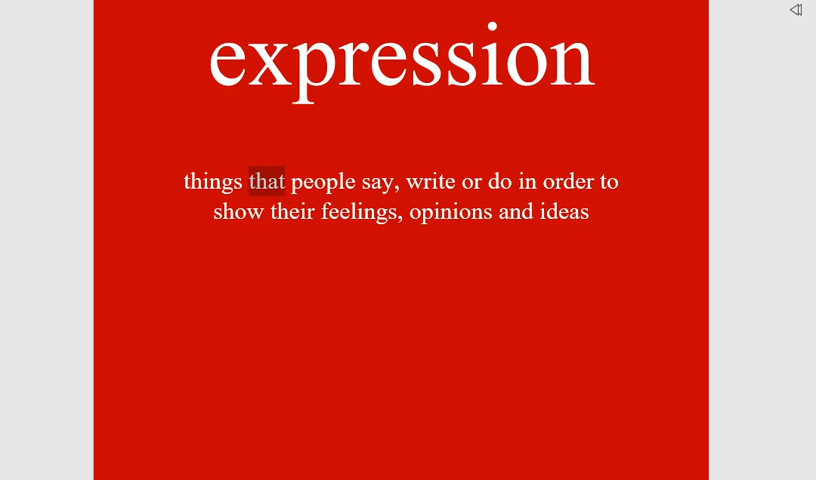 expression
things that people say, write or do in order to
show their feelings, opinions and ideas